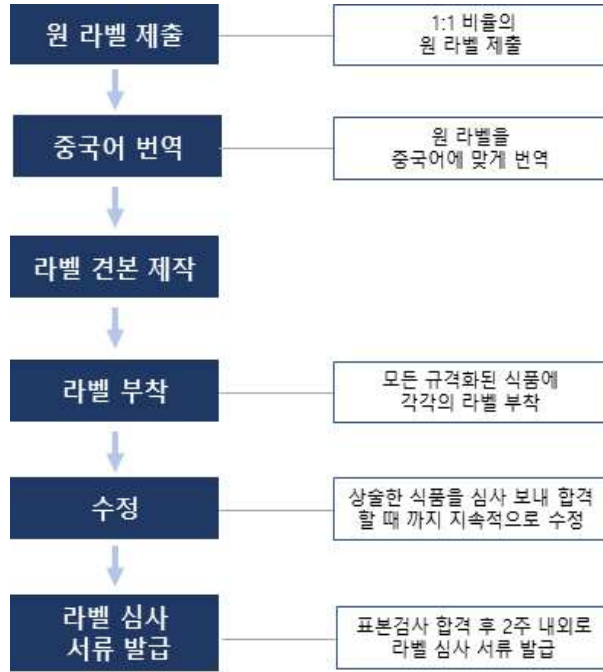 원 라벨 제출
1:1 비율의
원 라벨 제출
중국어 번역
원 라벨을
중국어에 맞게 번역
라벨 견본 제작
라벨 부착
모든 규격화된 식품에
각각의 라벨 부착
수정
상술한 식품을 심사 보내 합격
할 때 까지 지속적으로 수정
라벨 심사
서류 발급
표본검사 합격 후 2주 내외로
라벨 심사 서류 발급